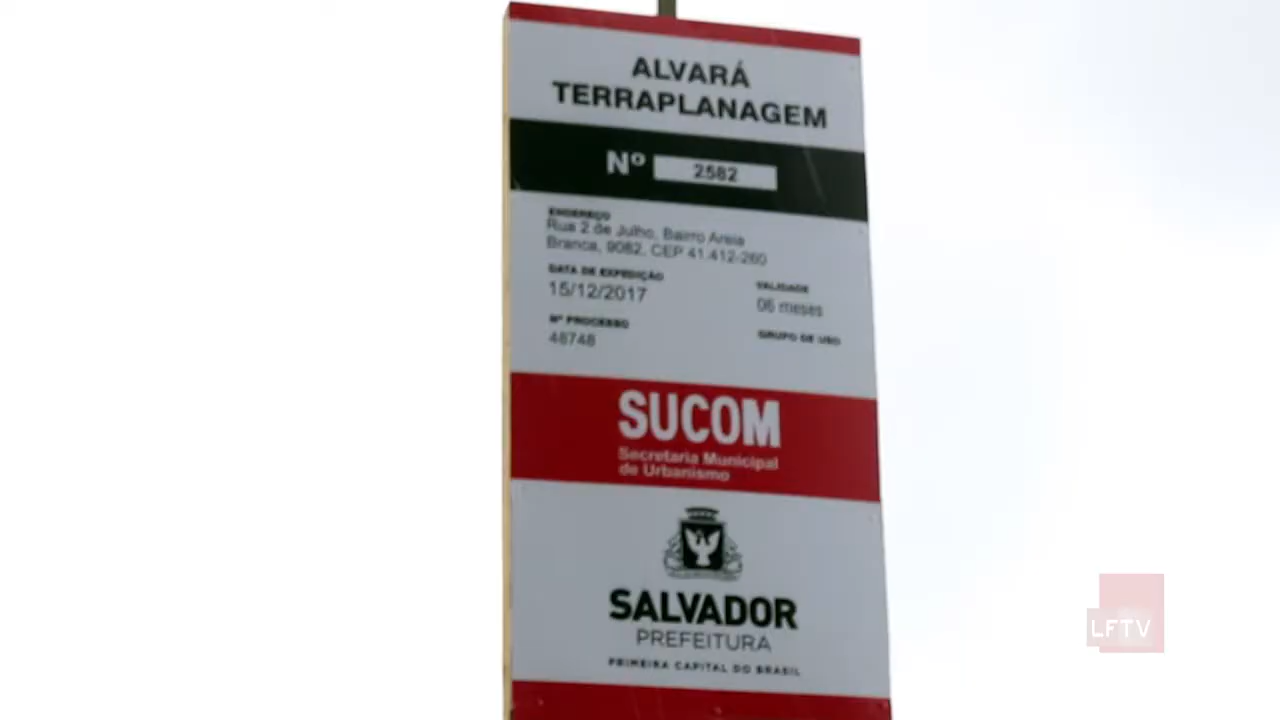 ALVARÁ
TERRAPLANAGEM
Nº 2582
ENDEREÇO
Rua 2 de Julho, Bairro Areia
Branca, 9082, CEP 41.412-260
DATA DE EXPEDIÇÃO
15/12/2017
VALIDADE
06 meses
Nº PROCESSO
48748
GRUPO DE USO
SUCOM
Secretaria Municipal
de Urbanismo
SALVADOR
PREFEITURA
PRIMEIRA CAPITAL DO BRASIL
LFTV